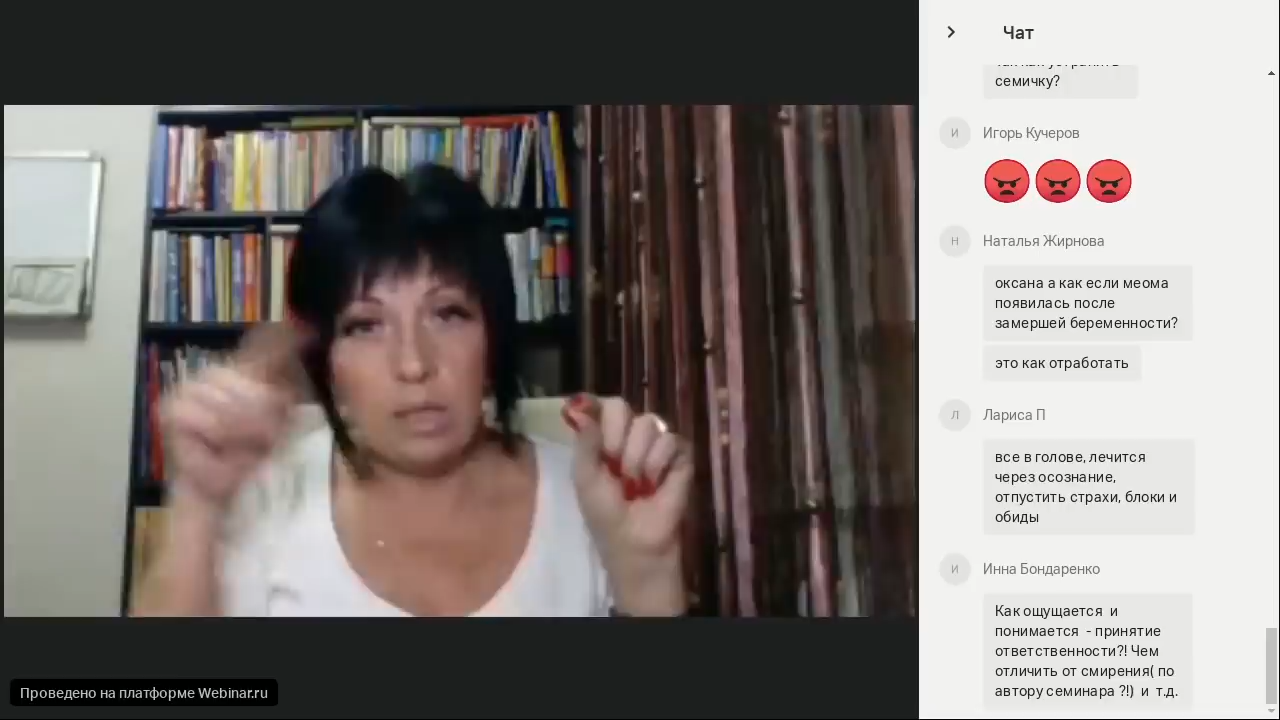 Чат
семичку?
Игорь Кучеров
Наталья Жирнова
оксана а как если меома
появилась после
замершей беременности?
это как отработать
Лариса П
все в голове, лечится
через осознание,
отпустить страхи, блоки и
обиды
Инна Бондаренко
Как ощущается и
понимается - принятие
ответственности?! Чем
отличить от смирения( по
автору семинара ?!) и т.д.
Проведено на платформе Webinar.ru